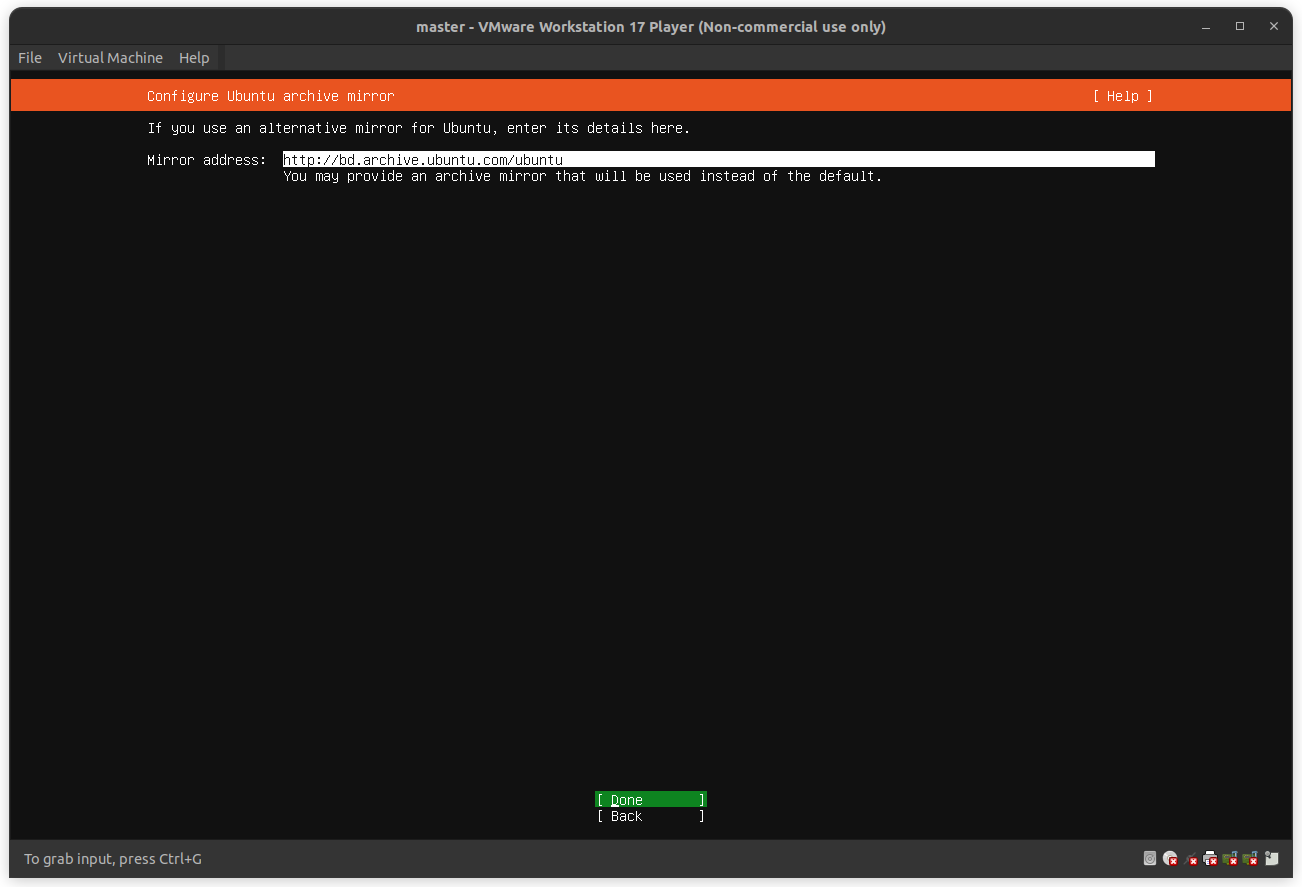 master - VMware Workstation 17 Player (Non-commercial use only)
File Virtual Machine Help
Configure Ubuntu archive mirror [ Help ]
If you use an alternative mirror for Ubuntu, enter its details here.
Mirror address: http://bd.archive.ubuntu.com/ubuntu
You may provide an archive mirror that will be used instead of the default.
[ Done ]
[ Back ]
To grab input, press Ctrl+G